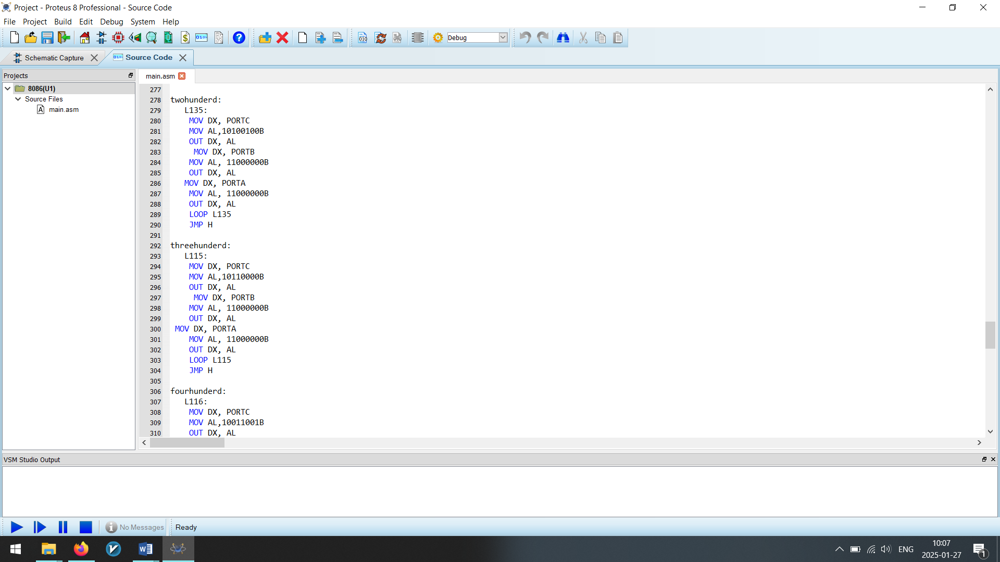 Project - Proteus 8 Professional - Source Code
File Project Build Edit Debug System Help
Debug
Schematic Capture
Source Code
Projects
8086(U1)
Source Files
main.asm
main.asm
277
278 twohunderd:
279 L135:
280 MOV DX, PORTC
281 MOV AL,10100100B
282 OUT DX, AL
283 MOV DX, PORTB
284 MOV AL, 11000000B
285 OUT DX, AL
286 MOV DX, PORTA
287 MOV AL, 11000000B
288 OUT DX, AL
289 LOOP L135
290 JMP H
291
292 threehunderd:
293 L115:
294 MOV DX, PORTC
295 MOV AL,10110000B
296 OUT DX, AL
297 MOV DX, PORTB
298 MOV AL, 11000000B
299 OUT DX, AL
300 MOV DX, PORTA
301 MOV AL, 11000000B
302 OUT DX, AL
303 LOOP L115
304 JMP H
305
306 fourhunderd:
307 L116:
308 MOV DX, PORTC
309 MOV AL,10011001B
310 OUT DX, AL
VSM Studio Output
No Messages
Ready
ENG
10:07
2025-01-27
1